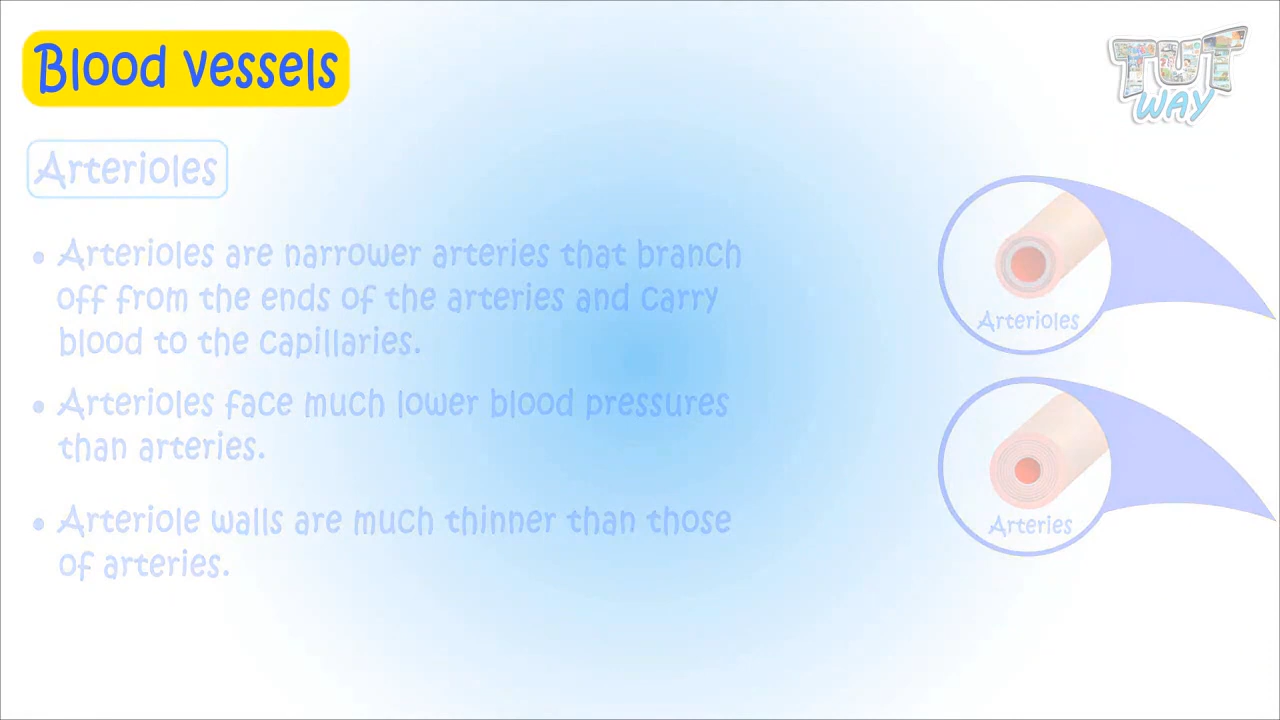 Blood vessels
TUT
WAY
Arterioles
• Arterioles are narrower arteries that branch
off from the ends of the arteries and carry
blood to the capillaries.
• Arterioles face much lower blood pressures
than arteries.
• Arteriole walls are much thinner than those
of arteries.
Arterioles
Arteries